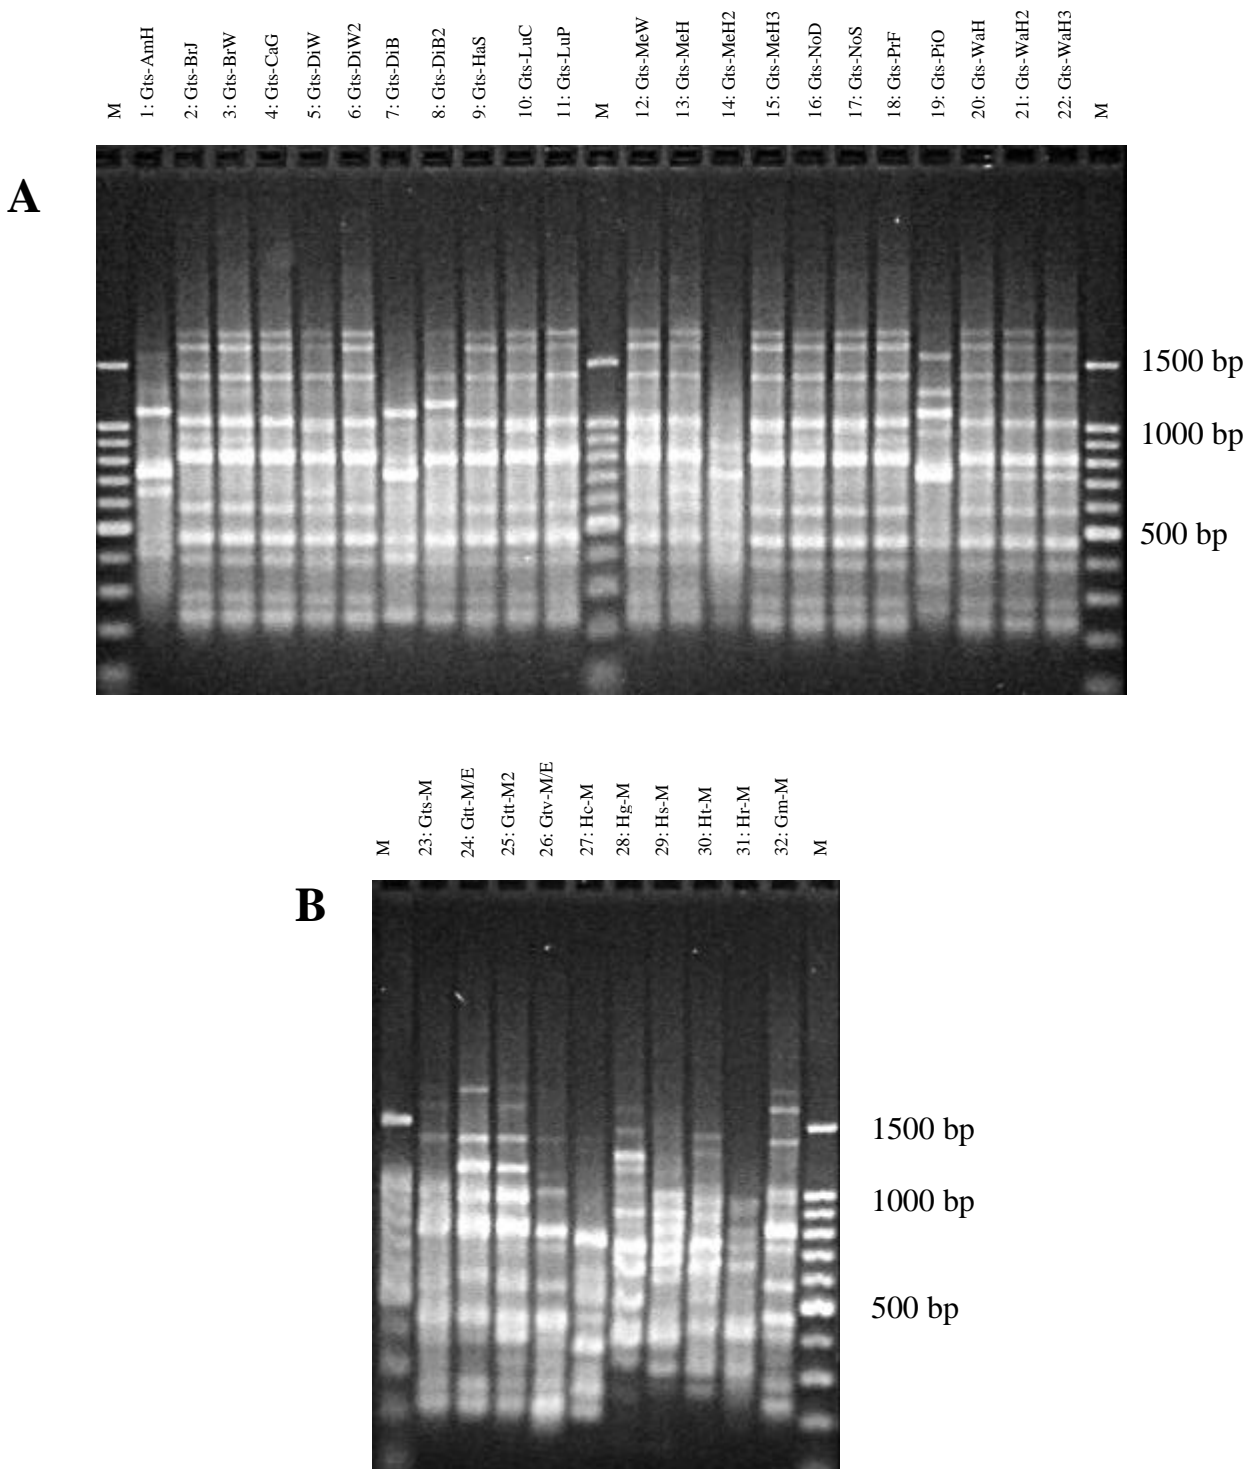 M
1: Gts-AmH
2: Gts-BrJ
3: Gts-BrW
4: Gts-CaG
5: Gts-DiW
6: Gts-DiW2
7: Gts-DiB
8: Gts-DiB2
9: Gts-HaS
10: Gts-LuC
11: Gts-LuP
M
12: Gts-MeW
13: Gts-MeH
14: Gts-MeH2
15: Gts-MeH3
16: Gts-NoD
17: Gts-NoS
18: Gts-PrF
19: Gts-PiO
20: Gts-WaH
21: Gts-WaH2
22: Gts-WaH3
M
A
1500 bp
1000 bp
500 bp
M
23: Gts-M
24: Gtt-M/E
25: Gtt-M2
26: Gtv-M/E
27: Hc-M
28: Hg-M
29: Hs-M
30: Ht-M
31: Hr-M
32: Gm-M
M
B
1500 bp
1000 bp
500 bp